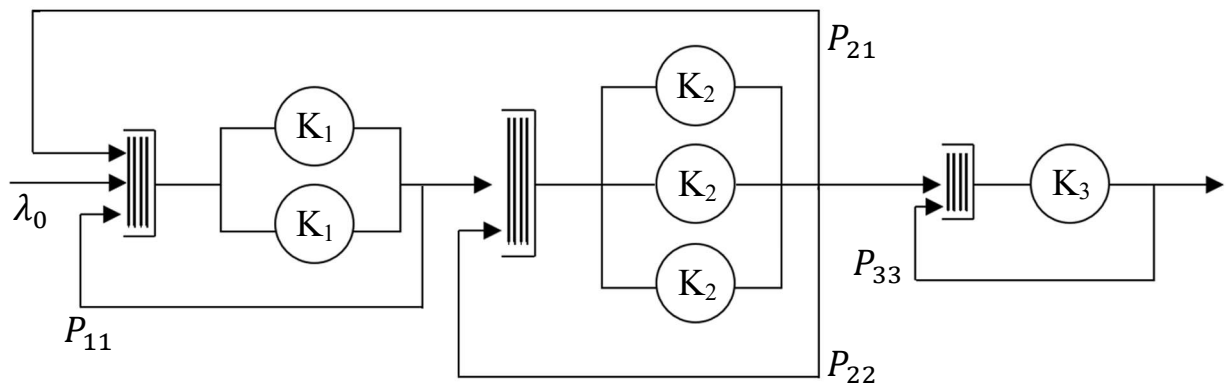 P₂₁
K₂
K₁
λ₀
K₂
K₃
K₁
P₃₃
K₂
P₁₁
P₂₂